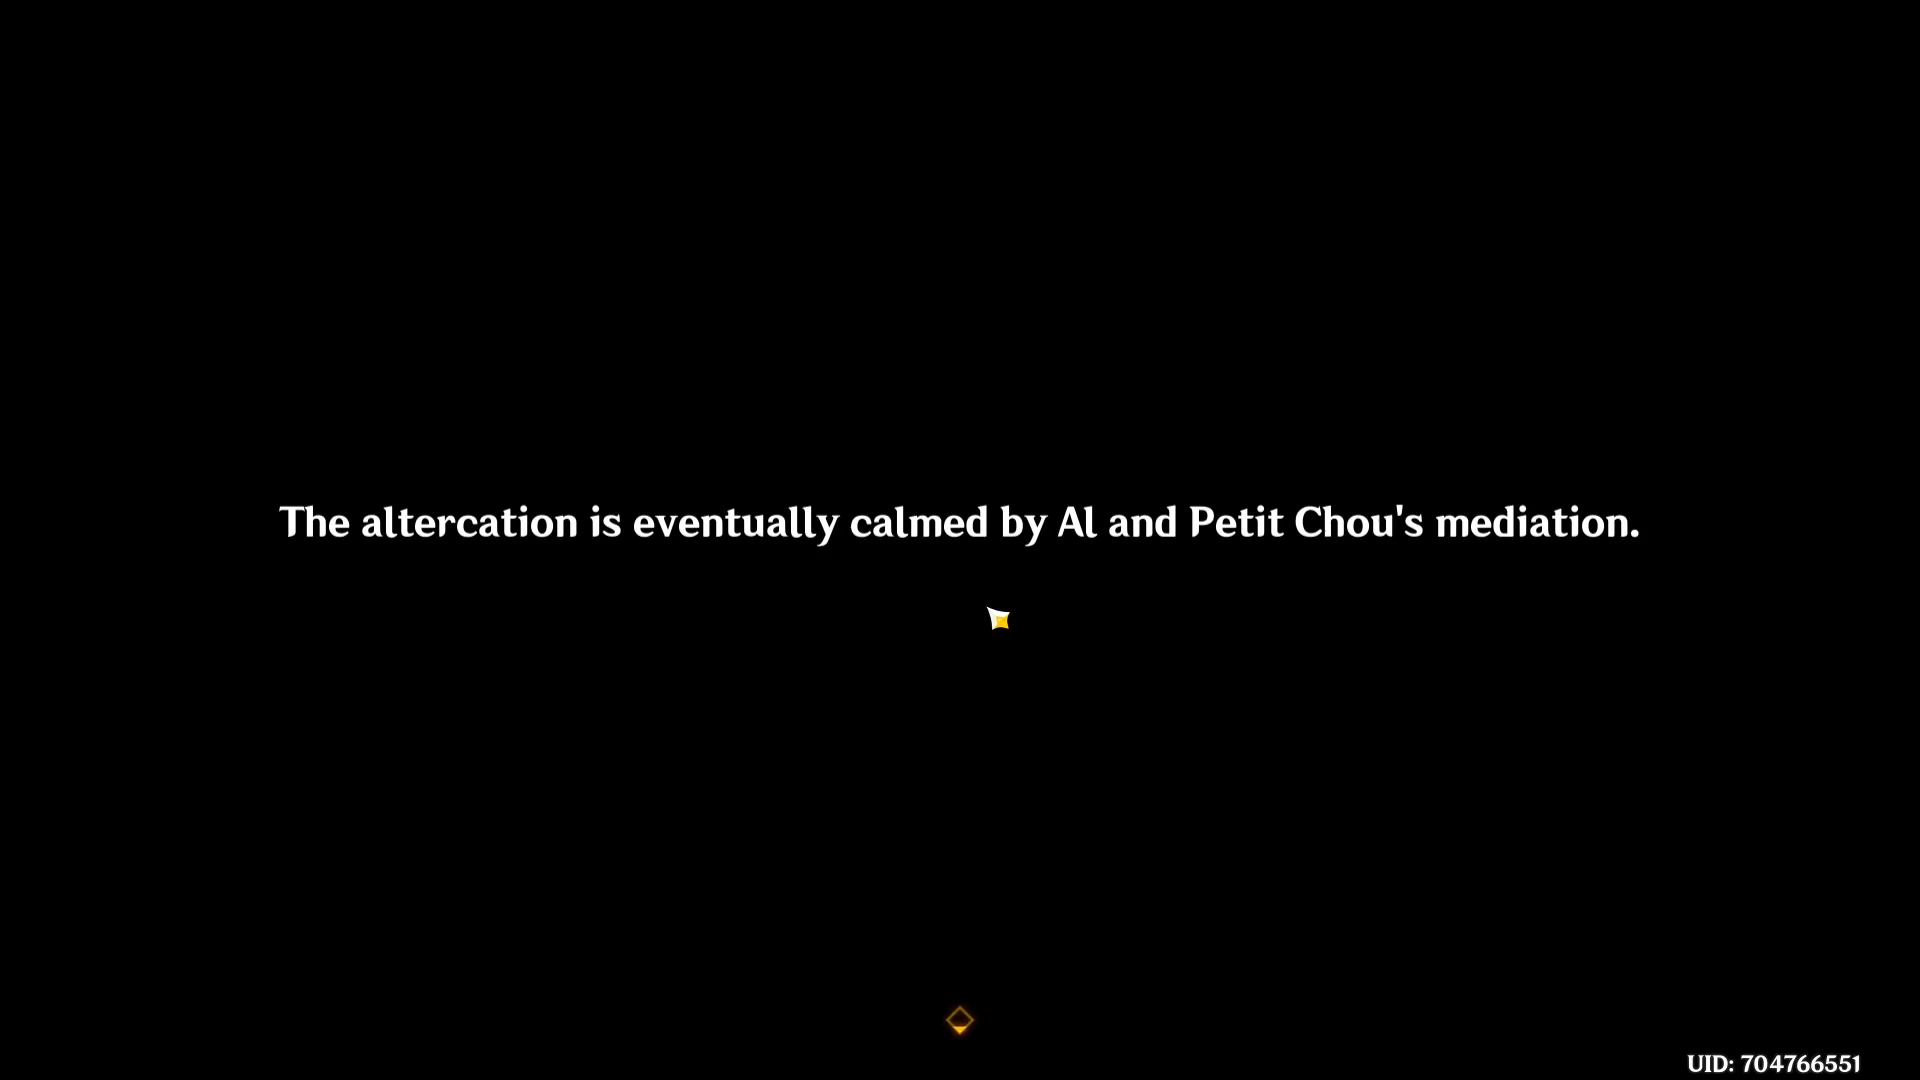 The altercation is eventually calmed by Al and Petit Chou's mediation.
UID: 704766551